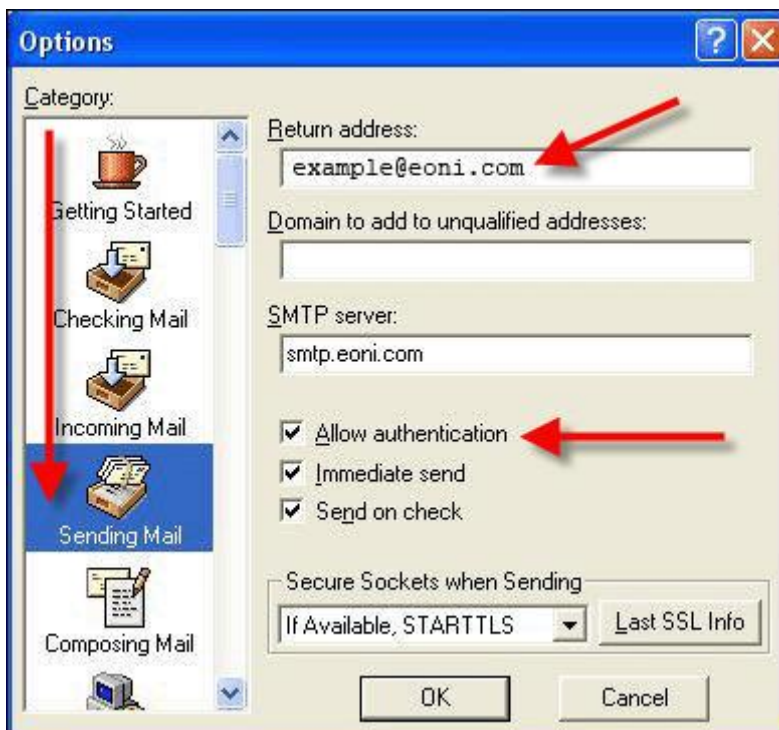 Options
Category:
Getting Started
Checking Mail
Incoming Mail
Sending Mail
Composing Mail
Return address:
example@eoni.com
Domain to add to unqualified addresses:
SMTP server:
smtp.eoni.com
Allow authentication
Immediate send
Send on check
Secure Sockets when Sending
If Available, STARTTLS
Last SSL Info
OK
Cancel